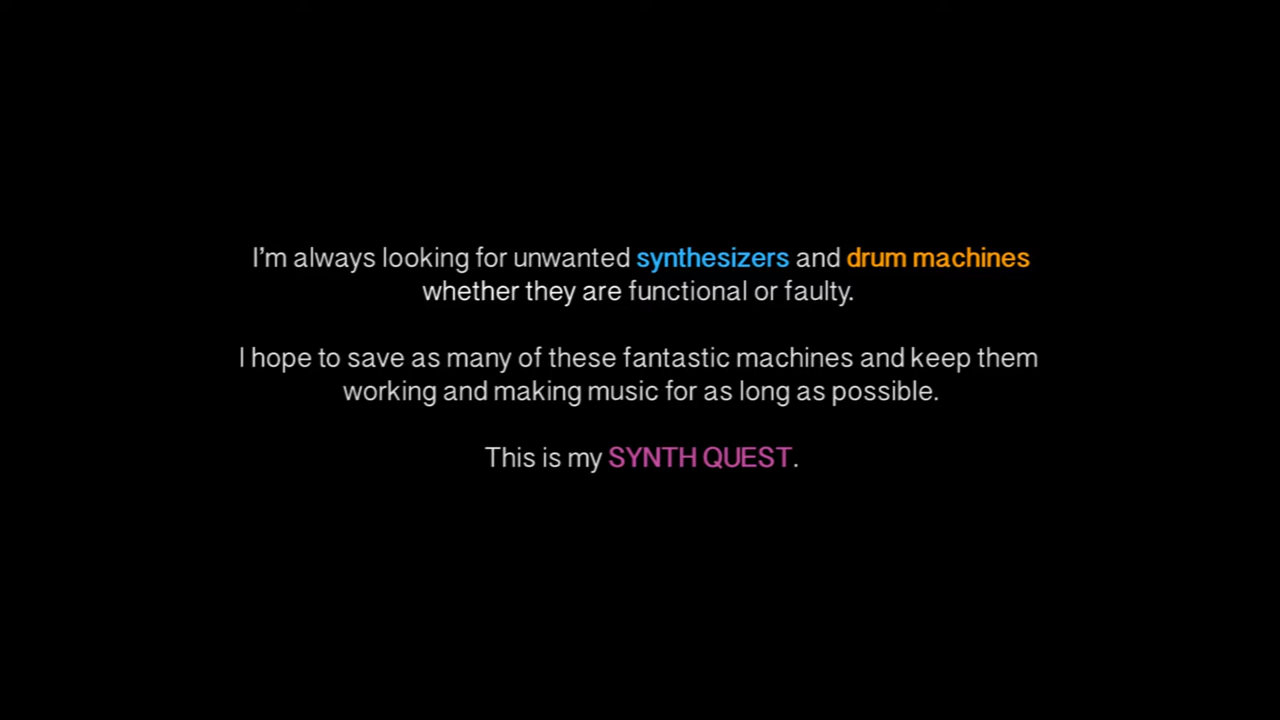 I’m always looking for unwanted synthesizers and drum machines
whether they are functional or faulty.
I hope to save as many of these fantastic machines and keep them
working and making music for as long as possible.
This is my SYNTH QUEST.